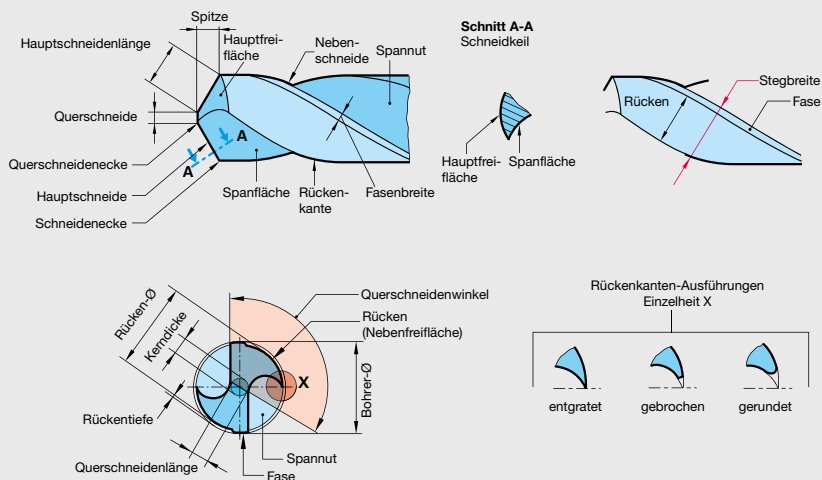 Spitze
Hauptschneidenlänge
Hauptfrei-
fläche
Neben-
schneide
Spannut
Querschneide
A
A
Querschneidenecke
Hauptschneide
Schneidenecke
Spanfläche
Rücken-
kante
Fasenbreite
Schnitt A-A
Schneidkeil
Hauptfrei-
fläche
Spanfläche
Stegbreite
Rücken
Fase
Rücken-Ø
Kerndicke
Querschneidenwinkel
Rücken
(Nebenfreifläche)
X
Bohrer-Ø
Rückentiefe
Querschneidenlänge
Spannut
Fase
Rückenkanten-Ausführungen
Einzelheit X
entgratet
gebrochen
gerundet